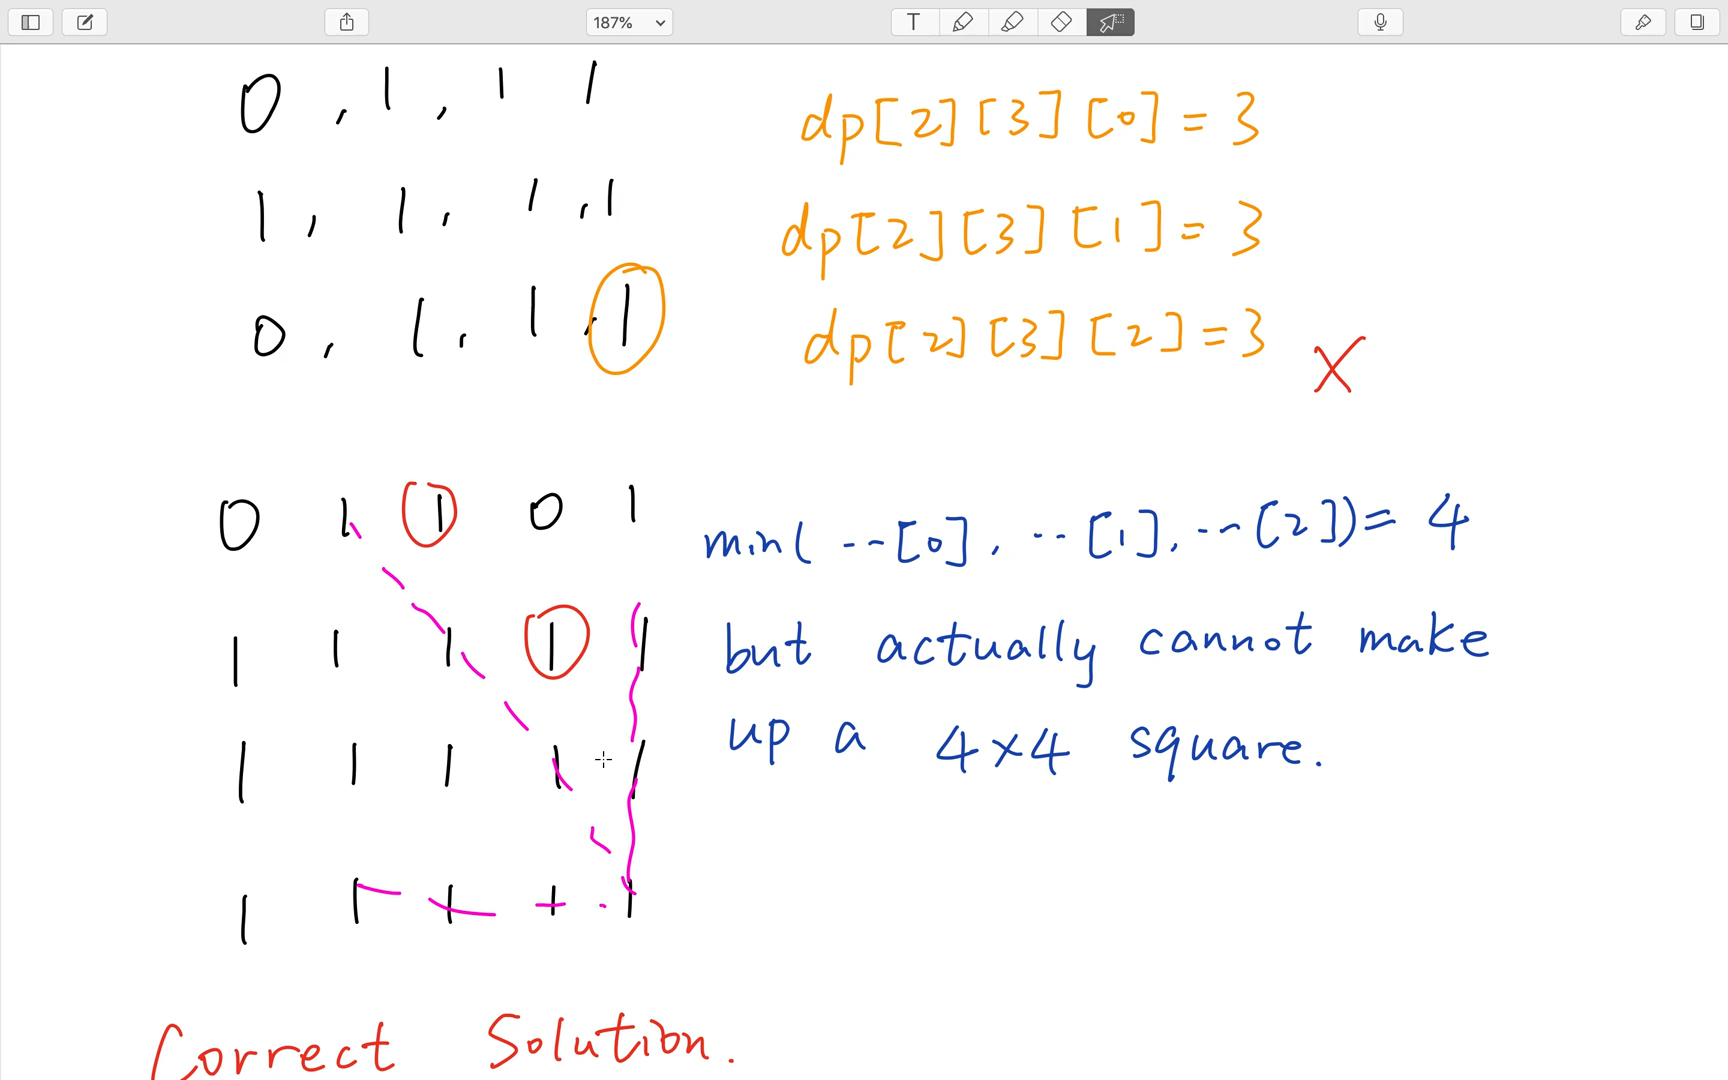 187%
T
0 , 1 , 1 1
dp[2][3][0] = 3
1 , 1 , 1 , 1
dp[2][3][1] = 3
0 , 1 , 1 , 1
dp[2][3][2] = 3
X
0 1 1 0 1
min( --[0], --[1], --[2]) = 4
1 1 1 1 1
but actually cannot make
1 1 1 1 1
up a 4×4 square.
1 1 1 1 1
Correct Solution.